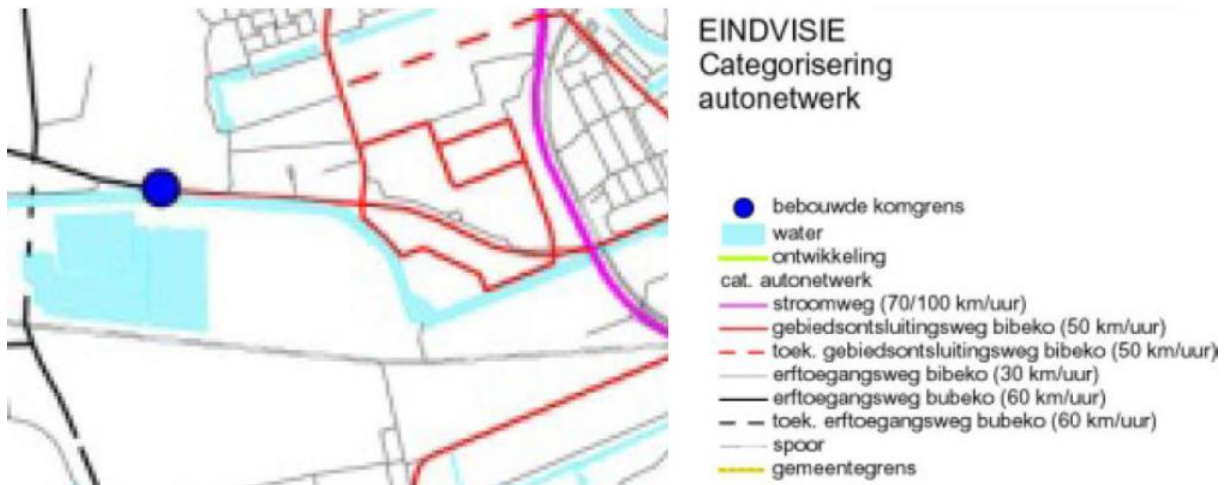 EINDVISIE
Categorisering
autonetwerk
bebouwde komgrens
water
ontwikkeling
cat. autonetwerk
stroomweg (70/100 km/uur)
gebiedsontsluitingsweg bibeko (50 km/uur)
toek. gebiedsontsluitingsweg bibeko (50 km/uur)
erftoegangsweg bibeko (30 km/uur)
erftoegangsweg bubeko (60 km/uur)
toek. erftoegangsweg bubeko (60 km/uur)
spoor
gemeentegrens